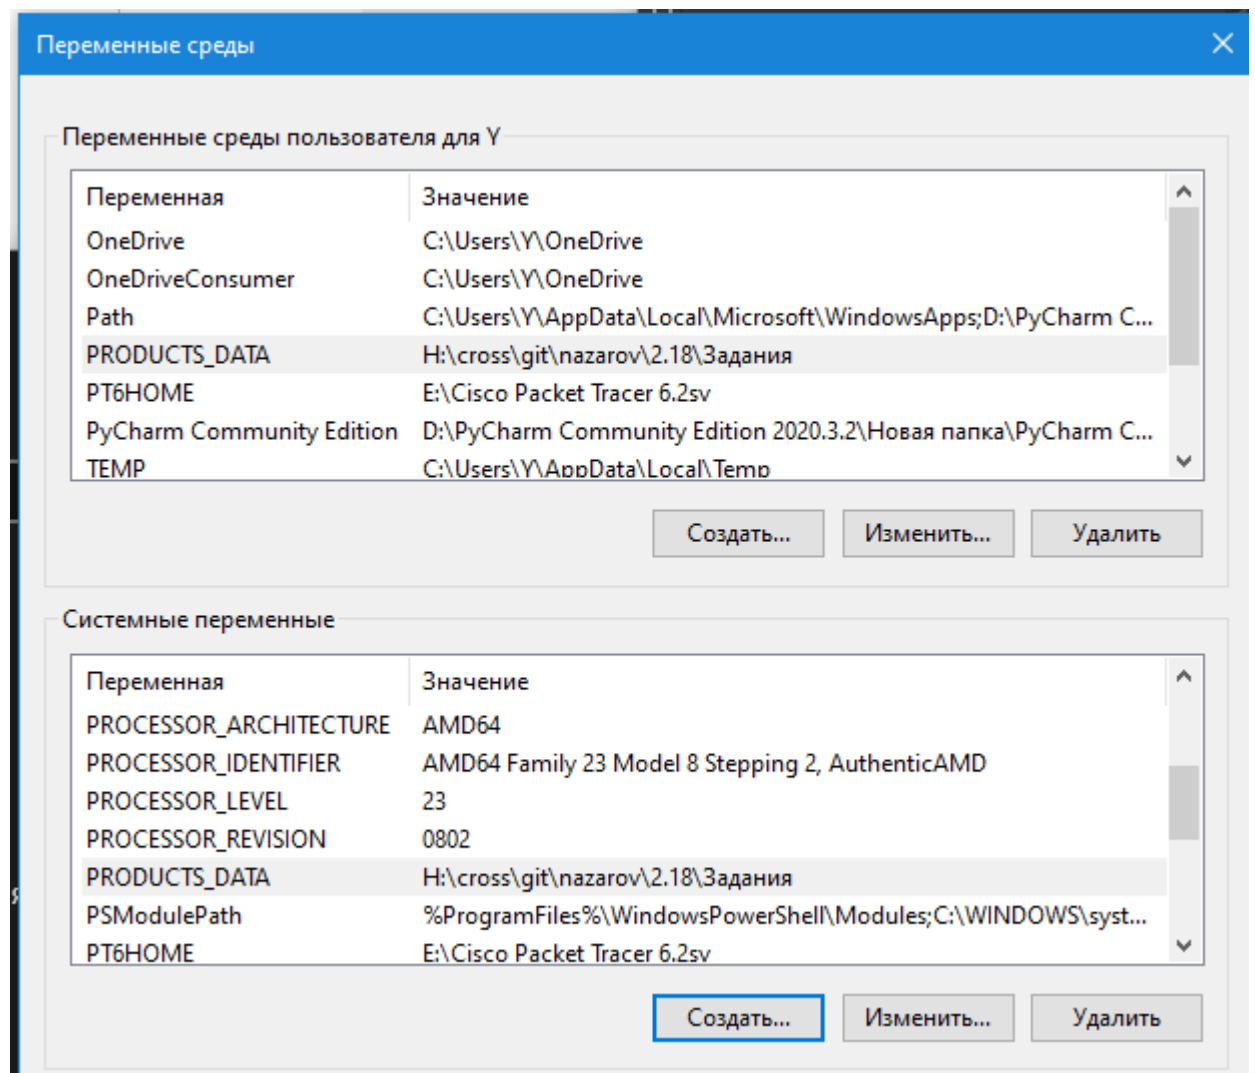 Переменные среды
Переменные среды пользователя для Y
Переменная Значение
OneDrive C:\Users\Y\OneDrive
OneDriveConsumer C:\Users\Y\OneDrive
Path C:\Users\Y\AppData\Local\Microsoft\WindowsApps;D:\PyCharm C...
PRODUCTS_DATA H:\cross\git\nazarov\2.18\Задания
PT6HOME E:\Cisco Packet Tracer 6.2sv
PyCharm Community Edition D:\PyCharm Community Edition 2020.3.2\Новая папка\PyCharm C...
TEMP C:\Users\Y\AppData\Local\Temp
Создать... Изменить... Удалить
Системные переменные
Переменная Значение
PROCESSOR_ARCHITECTURE AMD64
PROCESSOR_IDENTIFIER AMD64 Family 23 Model 8 Stepping 2, AuthenticAMD
PROCESSOR_LEVEL 23
PROCESSOR_REVISION 0802
PRODUCTS_DATA H:\cross\git\nazarov\2.18\Задания
PSModulePath %ProgramFiles%\WindowsPowerShell\Modules;C:\WINDOWS\syst...
PT6HOME E:\Cisco Packet Tracer 6.2sv
Создать... Изменить... Удалить